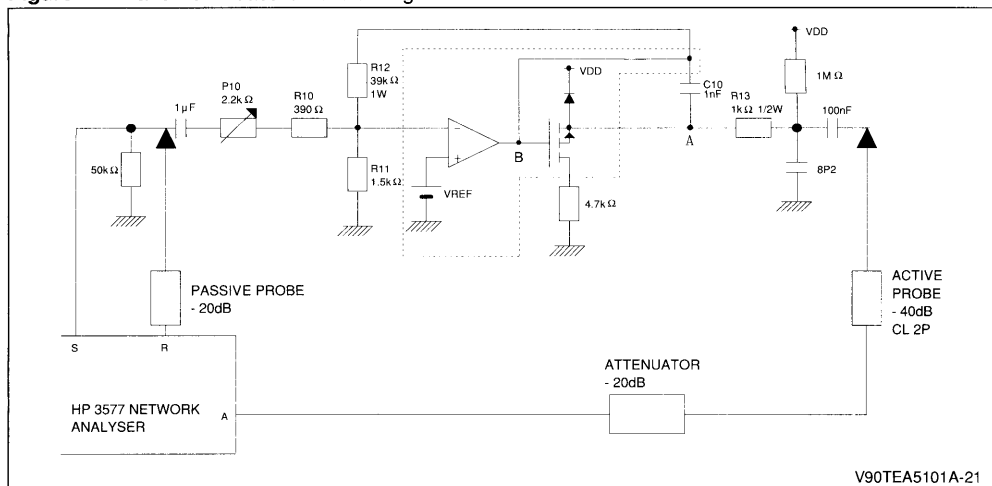 VDD
R12
39kΩ
1W
VDD
C10
1nF
1MΩ
P10
2.2kΩ
R10
390Ω
1µF
R13
1kΩ 1/2W
100nF
A
B
50kΩ
R11
1.5kΩ
VREF
4.7kΩ
8P2
PASSIVE PROBE
- 20dB
ACTIVE
PROBE
- 40dB
CL 2P
S R
ATTENUATOR
- 20dB
HP 3577 NETWORK
ANALYSER
A
V90TEA5101A-21